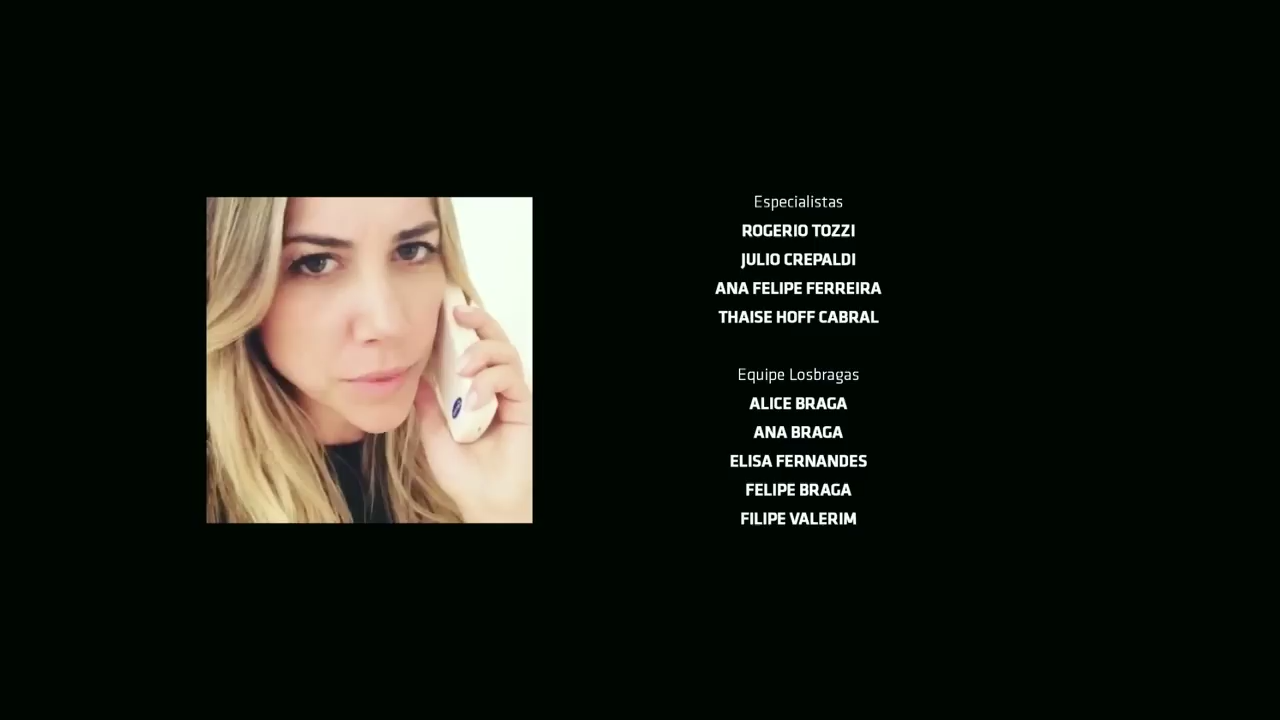 Especialistas
ROGERIO TOZZI
JULIO CREPALDI
ANA FELIPE FERREIRA
THAISE HOFF CABRAL
Equipe Losbragas
ALICE BRAGA
ANA BRAGA
ELISA FERNANDES
FELIPE BRAGA
FILIPE VALERIM